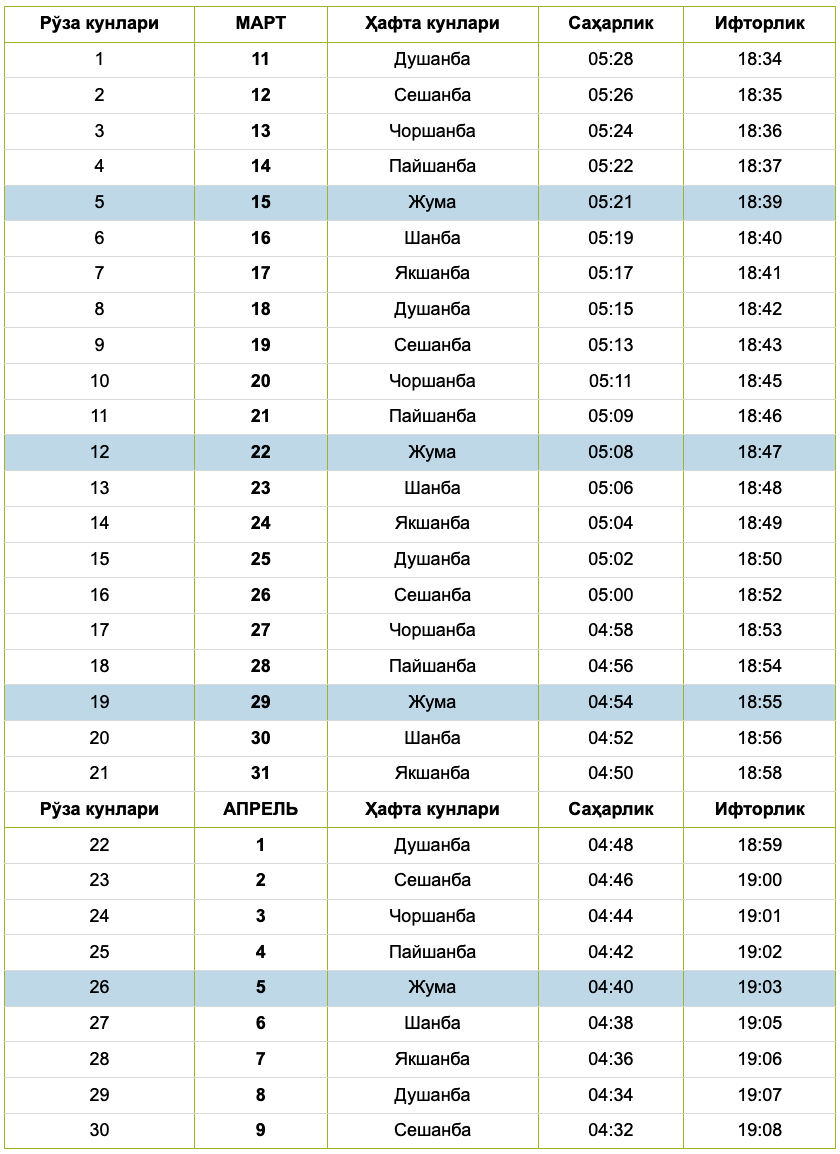 Рўза кунлари МАРТ Ҳафта кунлари Саҳарлик Ифторлик
1 11 Душанба 05:28 18:34
2 12 Сешанба 05:26 18:35
3 13 Чоршанба 05:24 18:36
4 14 Пайшанба 05:22 18:37
5 15 Жума 05:21 18:39
6 16 Шанба 05:19 18:40
7 17 Якшанба 05:17 18:41
8 18 Душанба 05:15 18:42
9 19 Сешанба 05:13 18:43
10 20 Чоршанба 05:11 18:45
11 21 Пайшанба 05:09 18:46
12 22 Жума 05:08 18:47
13 23 Шанба 05:06 18:48
14 24 Якшанба 05:04 18:49
15 25 Душанба 05:02 18:50
16 26 Сешанба 05:00 18:52
17 27 Чоршанба 04:58 18:53
18 28 Пайшанба 04:56 18:54
19 29 Жума 04:54 18:55
20 30 Шанба 04:52 18:56
21 31 Якшанба 04:50 18:58
Рўза кунлари АПРЕЛЬ Ҳафта кунлари Саҳарлик Ифторлик
22 1 Душанба 04:48 18:59
23 2 Сешанба 04:46 19:00
24 3 Чоршанба 04:44 19:01
25 4 Пайшанба 04:42 19:02
26 5 Жума 04:40 19:03
27 6 Шанба 04:38 19:05
28 7 Якшанба 04:36 19:06
29 8 Душанба 04:34 19:07
30 9 Сешанба 04:32 19:08